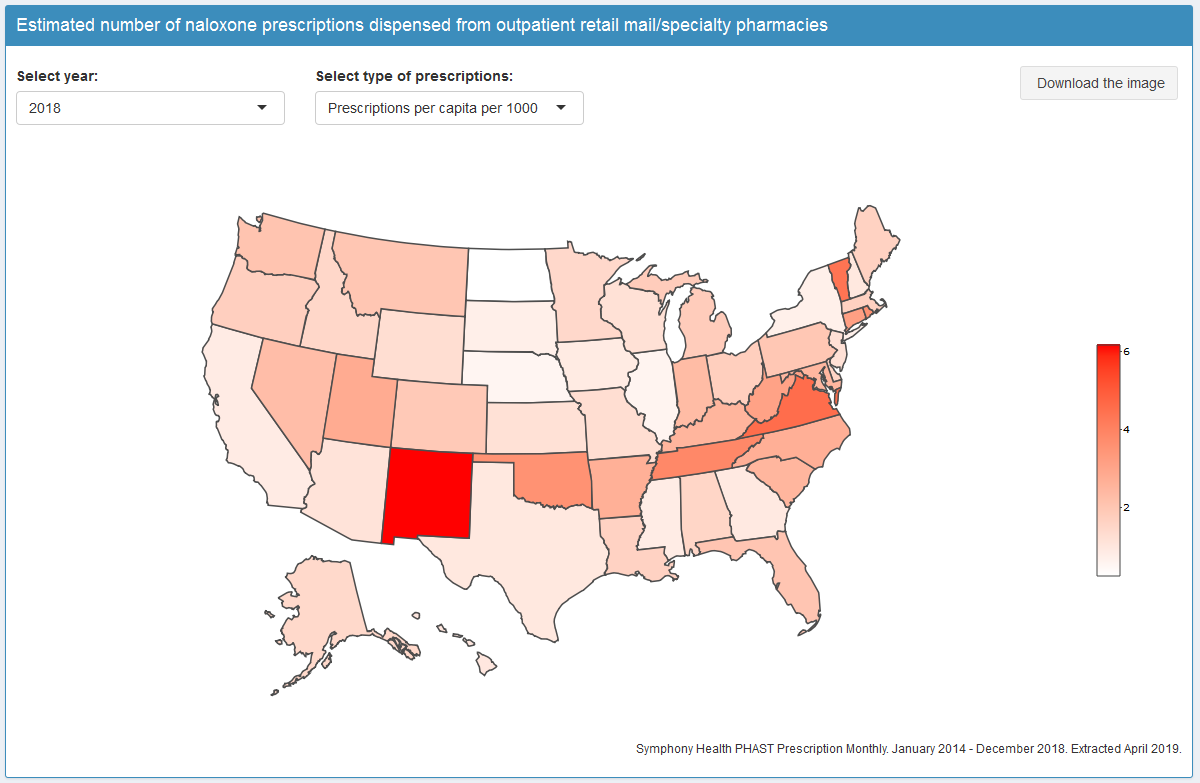 Estimated number of naloxone prescriptions dispensed from outpatient retail mail/specialty pharmacies
Select year:
Select type of prescriptions:
2018
Prescriptions per capita per 1000
Download the image
6
4
2
Symphony Health PHAST Prescription Monthly. January 2014 - December 2018. Extracted April 2019.